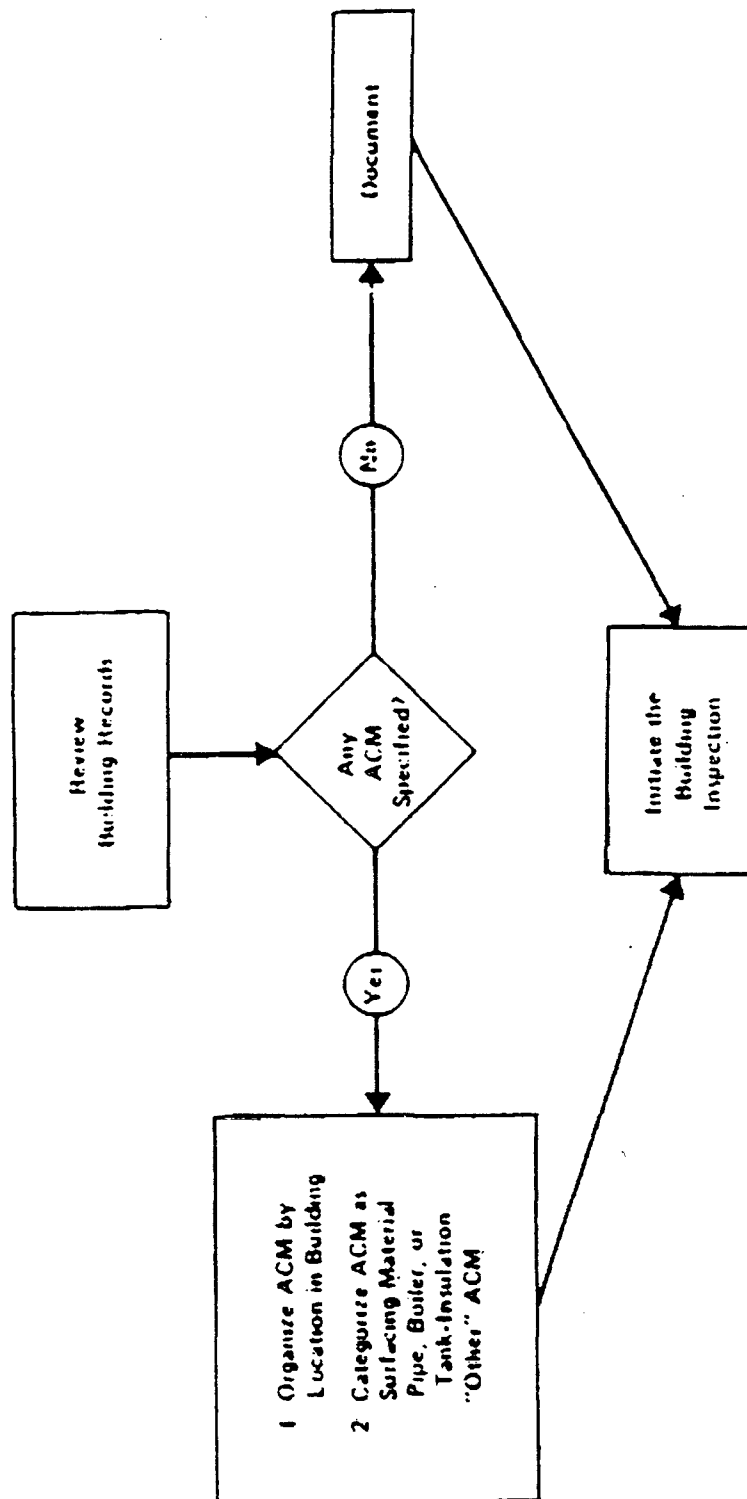 Review
Building Records
Any
ACM
Specified?
Yes
No
1 Organize ACM by
Location in Building
2 Categorize ACM as
Surfacing Material
Pipe, Boiler, or
Tank-Insulation
"Other" ACM
Document
Initiate the
Building
Inspection